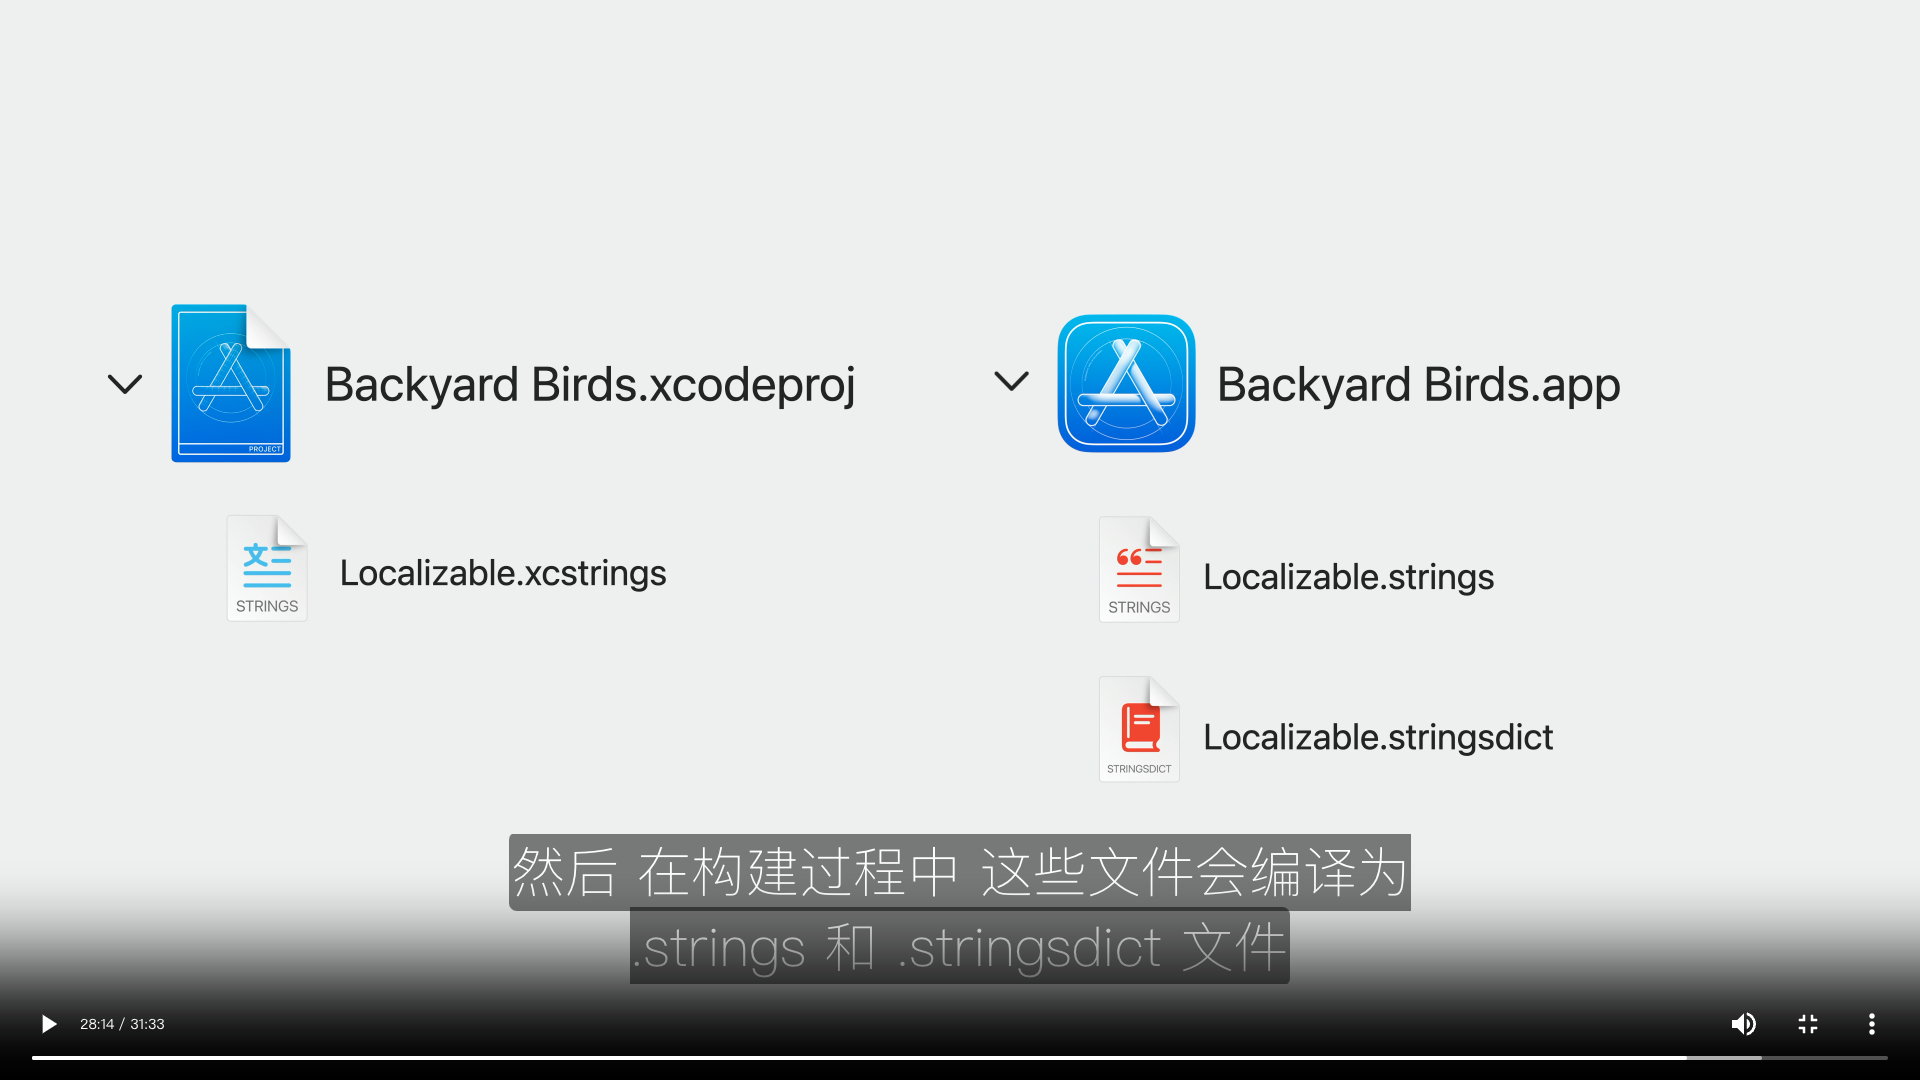 Backyard Birds.xcodeproj
PROJECT
STRINGS
Localizable.xcstrings
Backyard Birds.app
STRINGS
Localizable.strings
STRINGSDICT
Localizable.stringsdict
然后 在构建过程中 这些文件会编译为
.strings 和 .stringsdict 文件
28:14 / 31:33